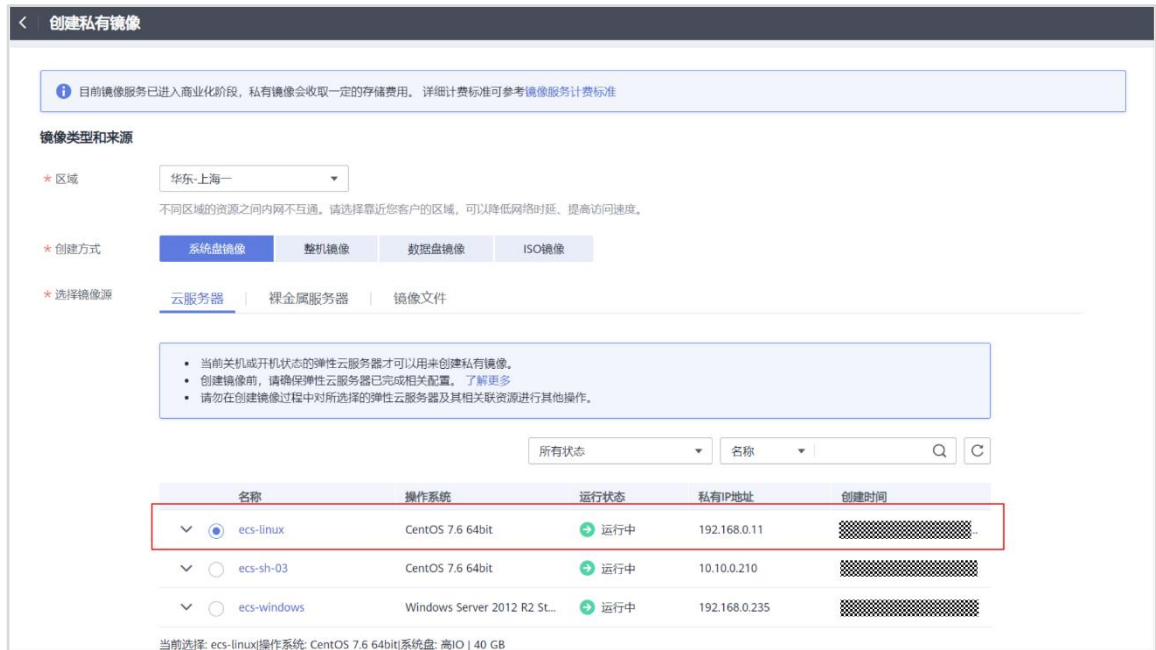 创建私有镜像
目前镜像服务已进入商业化阶段，私有镜像会收取一定的存储费用。 详细计费标准可参考镜像服务计费标准
镜像类型和来源
* 区域 华东-上海一
不同区域的资源之间内网不互通。请选择靠近您客户的区域，可以降低网络时延、提高访问速度。
* 创建方式 系统盘镜像 整机镜像 数据盘镜像 ISO镜像
* 选择镜像源 云服务器 | 裸金属服务器 | 镜像文件
• 当前关机或开机状态的弹性云服务器才可以用来创建私有镜像。
• 创建镜像前，请确保弹性云服务器已完成相关配置。 了解更多
• 请勿在创建镜像过程中对所选择的弹性云服务器及其相关联资源进行其他操作。
所有状态 名称
名称 操作系统 运行状态 私有IP地址 创建时间
ecs-linux CentOS 7.6 64bit 运行中 192.168.0.11 ...
ecs-sh-03 CentOS 7.6 64bit 运行中 10.10.0.210
ecs-windows Windows Server 2012 R2 St... 运行中 192.168.0.235
当前选择: ecs-linux|操作系统: CentOS 7.6 64bit|系统盘: 高IO | 40 GB